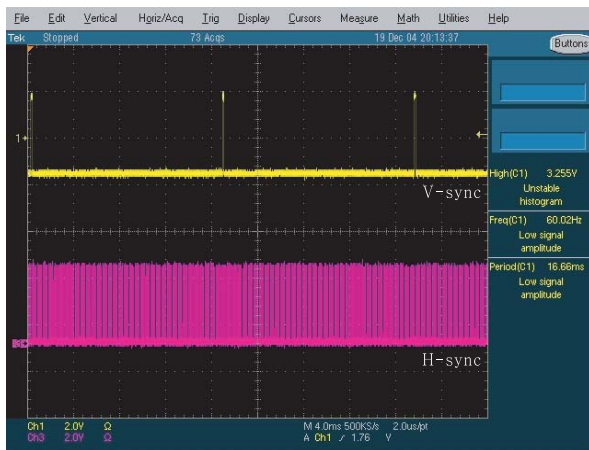 File Edit Vertical Horiz/Acq Trig Display Cursors Measure Math Utilities Help
Tek Stopped 73 Acqs 19 Dec 04 20:13:37
Buttons
1
High(C1) 3.255V
Unstable
histogram
V-sync
Freq(C1) 60.02Hz
Low signal
amplitude
Period(C1) 16.66ms
Low signal
amplitude
H-sync
Ch1 2.0V Ω M 4.0ms 500KS/s 2.0us/pt
Ch3 2.0V Ω A Ch1 / 1.76 V